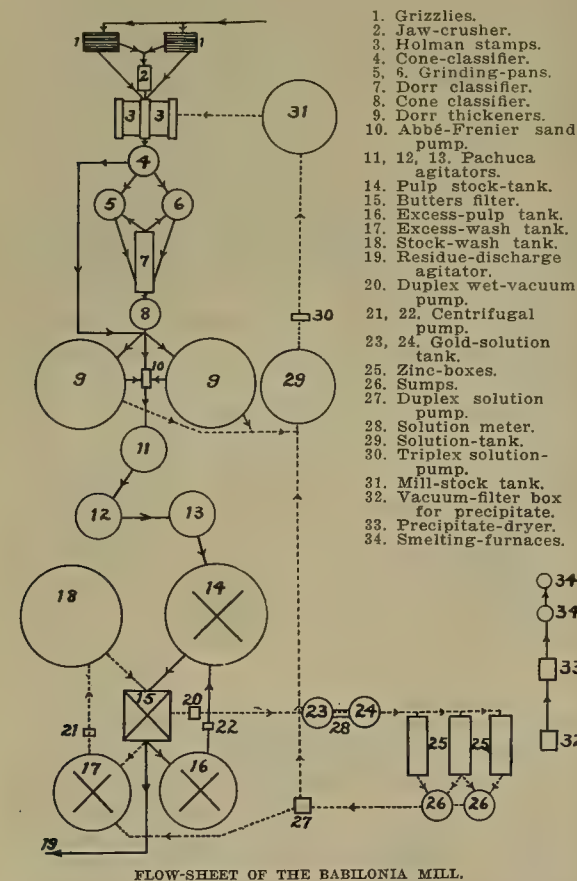 1. Grizzlies.
2. Jaw-crusher.
3. Holman stamps.
4. Cone-classifier.
5, 6. Grinding-pans.
7. Dorr classifier.
8. Cone classifier.
9. Dorr thickeners.
10. Abbé-Frenier sand
pump.
11, 12, 13. Pachuca
agitators.
14. Pulp stock-tank.
15. Butters filter.
16. Excess-pulp tank.
17. Excess-wash tank.
18. Stock-wash tank.
19. Residue-discharge
agitator.
20. Duplex wet-vacuum
pump.
21, 22. Centrifugal
pump.
23, 24. Gold-solution
tank.
25. Zinc-boxes.
26. Sumps.
27. Duplex solution
pump.
28. Solution meter.
29. Solution-tank.
30. Triplex solution-
pump.
31. Mill-stock tank.
32. Vacuum-filter box
for precipitate.
33. Precipitate-dryer.
34. Smelting-furnaces.
1 1
2
3 3 31
4
5 6
7
8
30
9 10 9 29
11
12 13
18 14
34
34
33
15 20 23 24
28
21 22
25 25
32
17 16
26 26
27
19
FLOW-SHEET OF THE BABILONIA MILL.